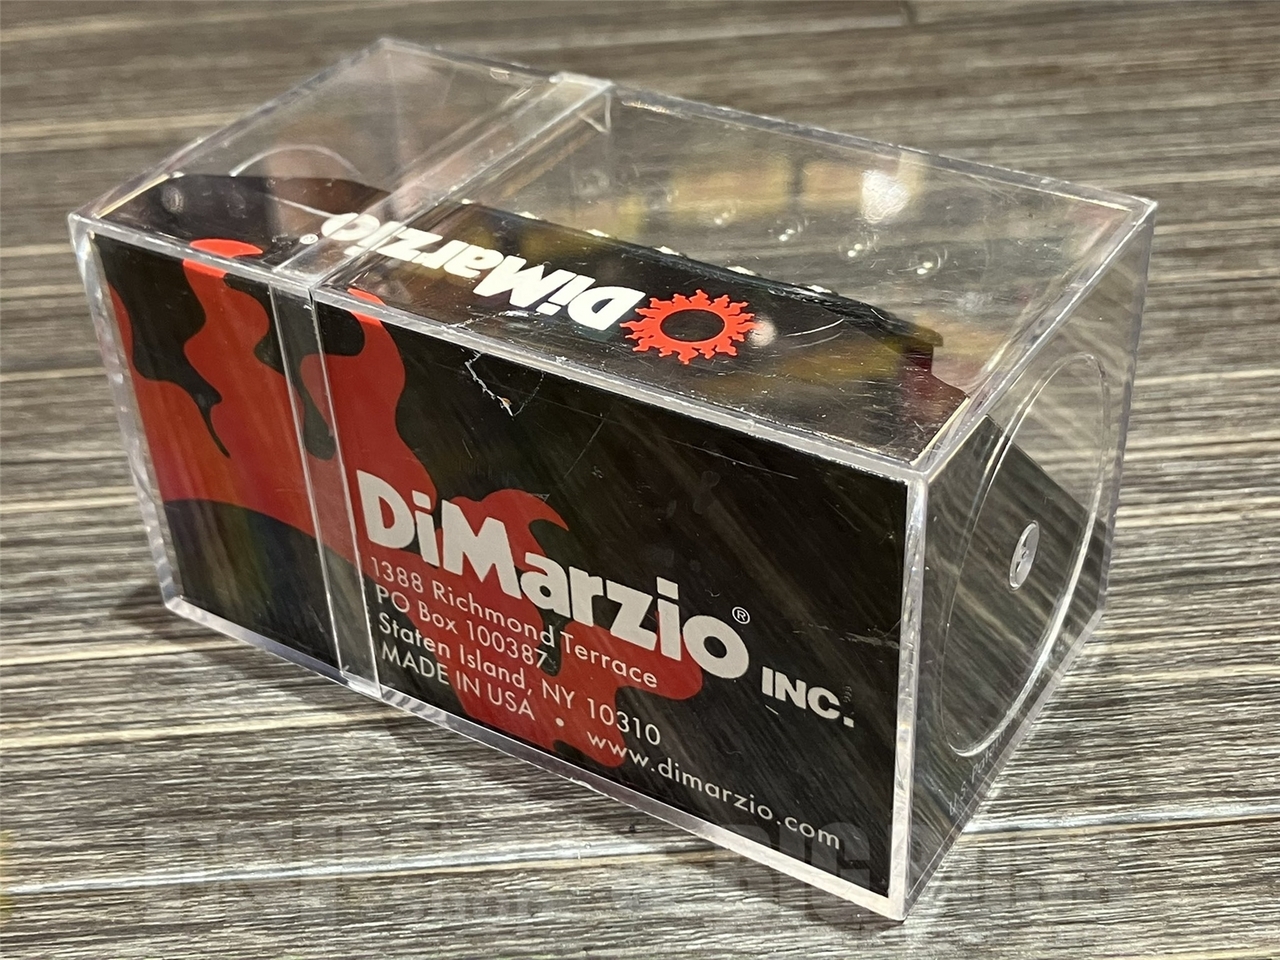 DiMarzio®
DiMarzio® INC.
1388 Richmond Terrace
PO Box 100387
Staten Island, NY 10310
MADE IN USA • www.dimarzio.com